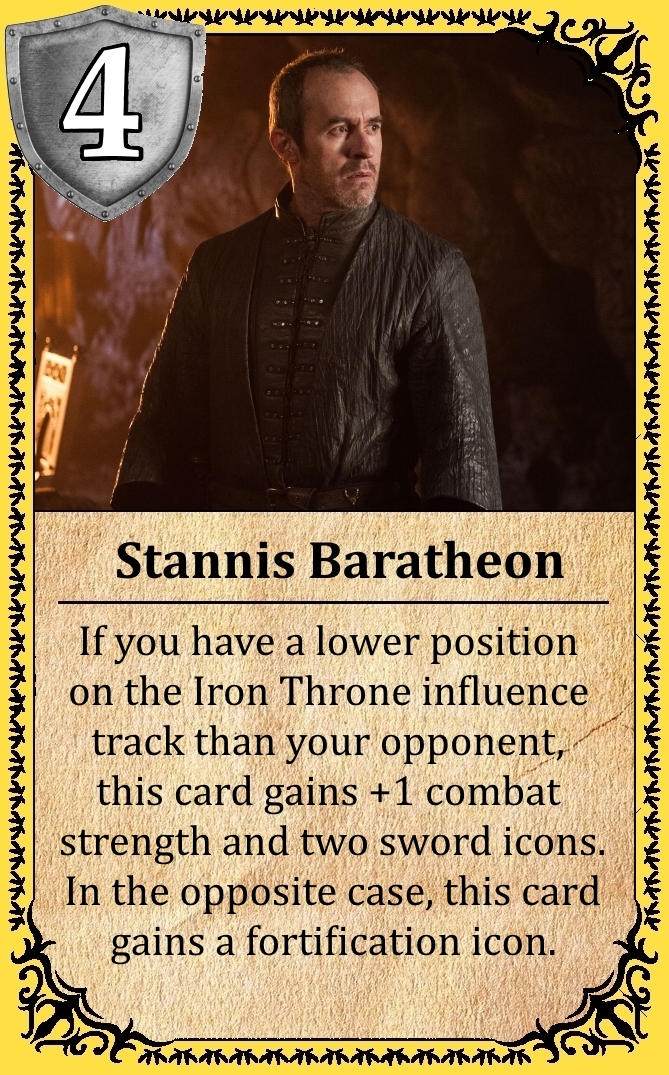 4
Stannis Baratheon
If you have a lower position
on the Iron Throne influence
track than your opponent,
this card gains +1 combat
strength and two sword icons.
In the opposite case, this card
gains a fortification icon.